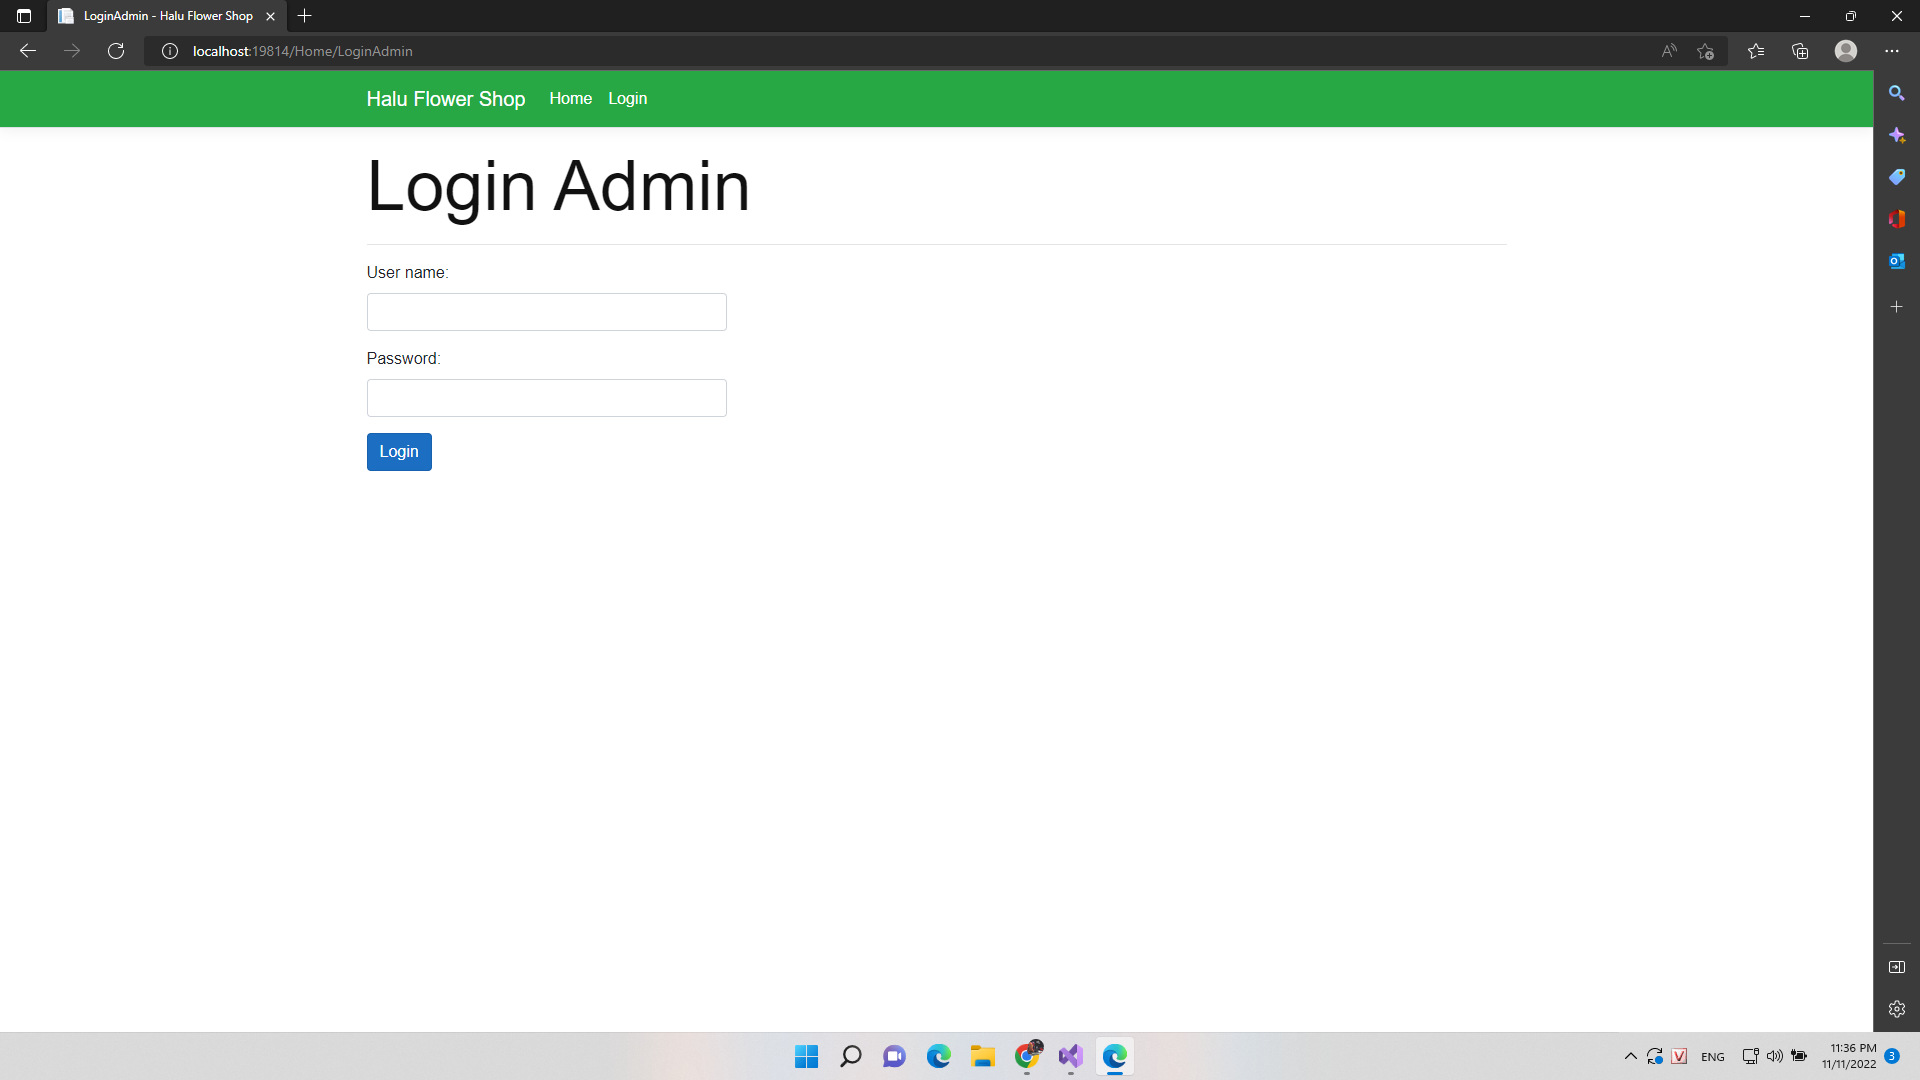 LoginAdmin - Halu Flower Shop
localhost:19814/Home/LoginAdmin
Halu Flower Shop Home Login
Login Admin
User name:
Password:
Login
ENG
11:36 PM
11/11/2022
3